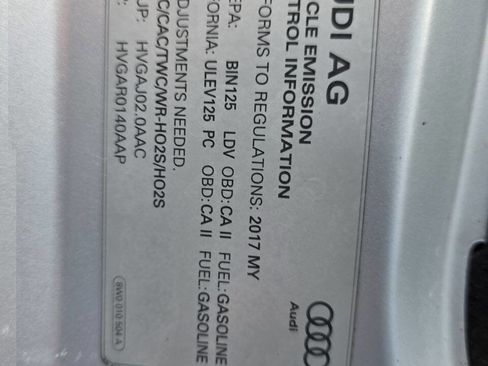 UDI AG
CLE EMISSION
TROL INFORMATION
FORMS TO REGULATIONS: 2017 MY
EPA: BIN125 LDV OBD:CA II FUEL:GASOLINE
FORNIA: ULEV125 PC OBD:CA II FUEL:GASOLINE
DJUSTMENTS NEEDED.
C/CAC/TWC/WR-HO2S/HO2S
UP: HVGAJ02.0AAC
P: HVGAR0140AAP
Audi
8W0 010 504 A